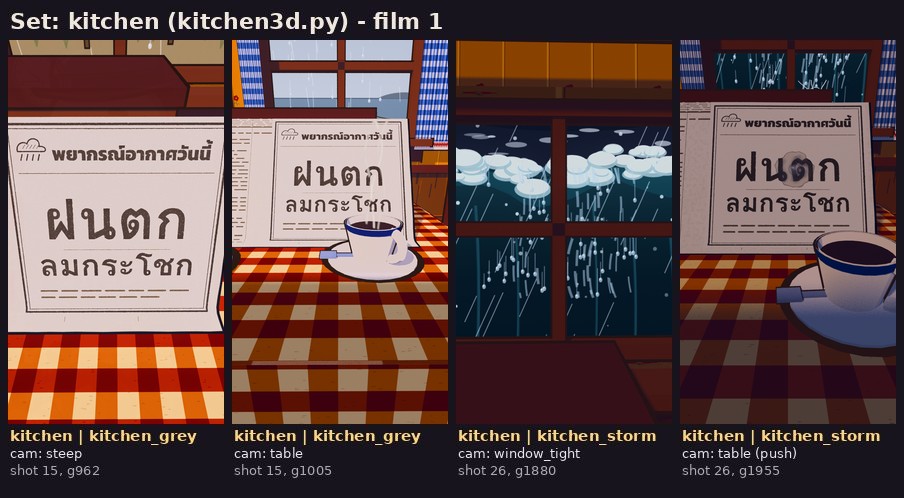 Set: kitchen (kitchen3d.py) - film 1
พยากรณ์อากาศวันนี้
ฝนตก
ลมกระโชก
kitchen | kitchen_grey
cam: steep
shot 15, g962
พยากรณ์อากาศวันนี้
ฝนตก
ลมกระโชก
kitchen | kitchen_grey
cam: table
shot 15, g1005
kitchen | kitchen_storm
cam: window_tight
shot 26, g1880
พยากรณ์อากาศวันนี้
ฝนตก
ลมกระโชก
kitchen | kitchen_storm
cam: table (push)
shot 26, g1955